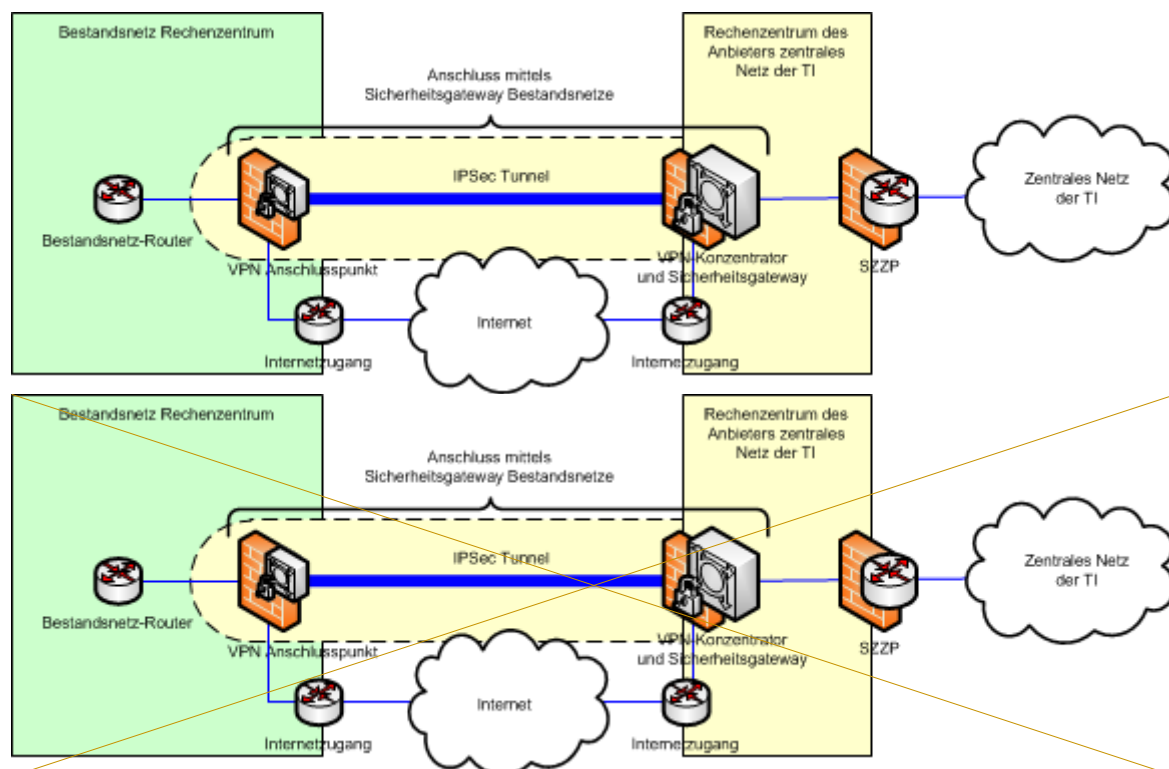 Bestandsnetz Rechenzentrum
Rechenzentrum des
Anbieters zentrales
Netz der TI
Anschluss mittels
Sicherheitsgateway Bestandsnetze
IPSec Tunnel
Zentrales Netz
der TI
Bestandsnetz-Router
VPN Anschlusspunkt
VPN-Konzentrator
und Sicherheitsgateway
SZZP
Internet
Internetzugang
Internetzugang
Bestandsnetz Rechenzentrum
Rechenzentrum des
Anbieters zentrales
Netz der TI
Anschluss mittels
Sicherheitsgateway Bestandsnetze
IPSec Tunnel
Zentrales Netz
der TI
Bestandsnetz-Router
VPN Anschlusspunkt
VPN-Konzentrator
und Sicherheitsgateway
SZZP
Internet
Internetzugang
Internetzugang